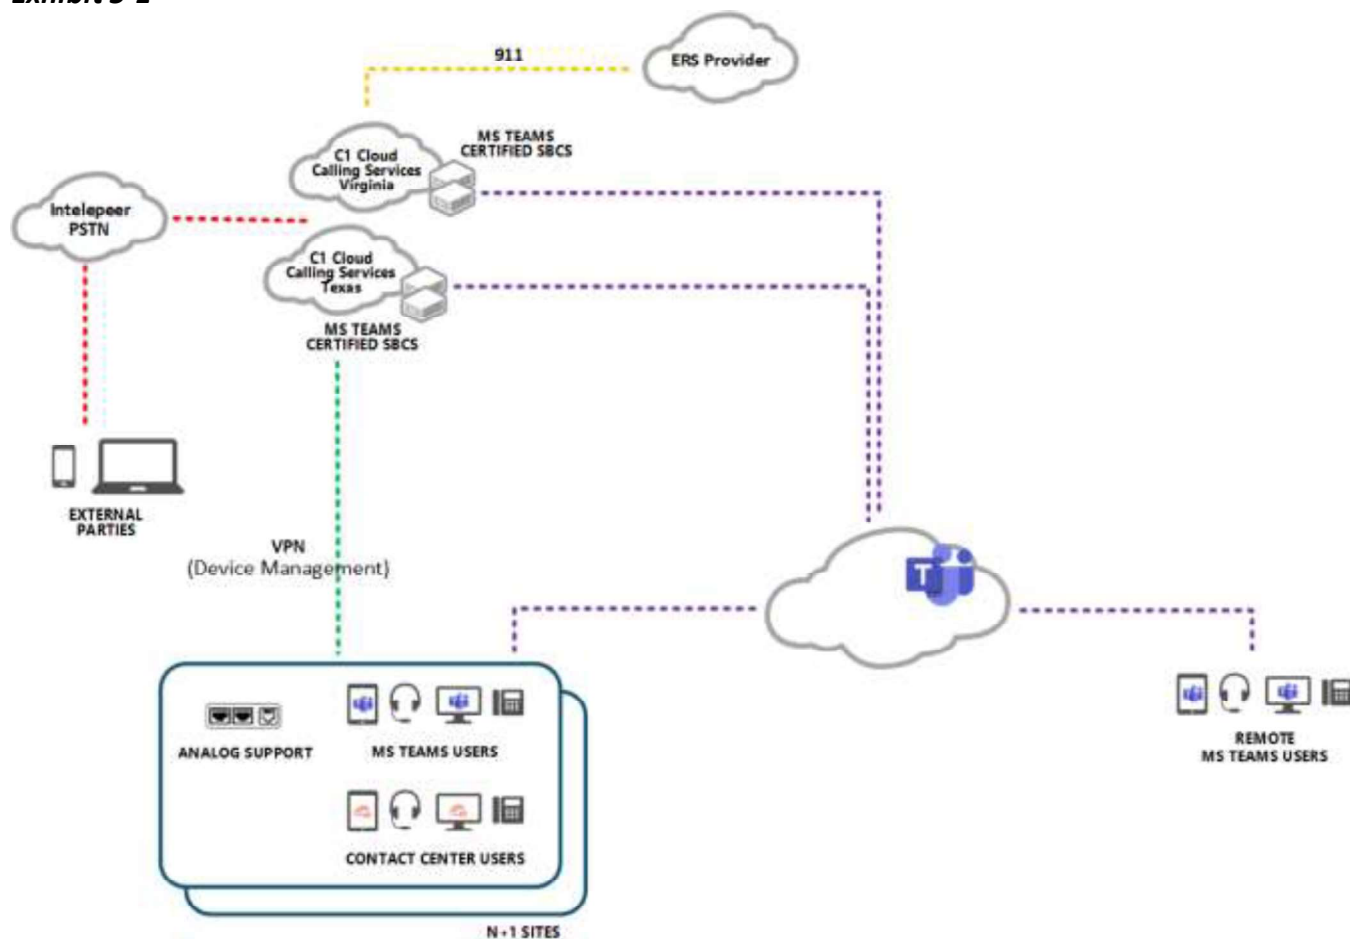 911
ERS Provider
MS TEAMS
CERTIFIED SBCS
C1 Cloud
Calling Services
Virginia
Intelepeer
PSTN
C1 Cloud
Calling Services
Texas
MS TEAMS
CERTIFIED SBCS
EXTERNAL
PARTIES
VPN
(Device Management)
T
ANALOG SUPPORT
MS TEAMS USERS
REMOTE
MS TEAMS USERS
CONTACT CENTER USERS
N+1 SITES